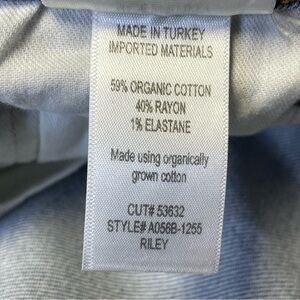 MADE IN TURKEY
IMPORTED MATERIALS
59% ORGANIC COTTON
40% RAYON
1% ELASTANE
Made using organically
grown cotton
CUT# 53632
STYLE# A056B-1255
RILEY